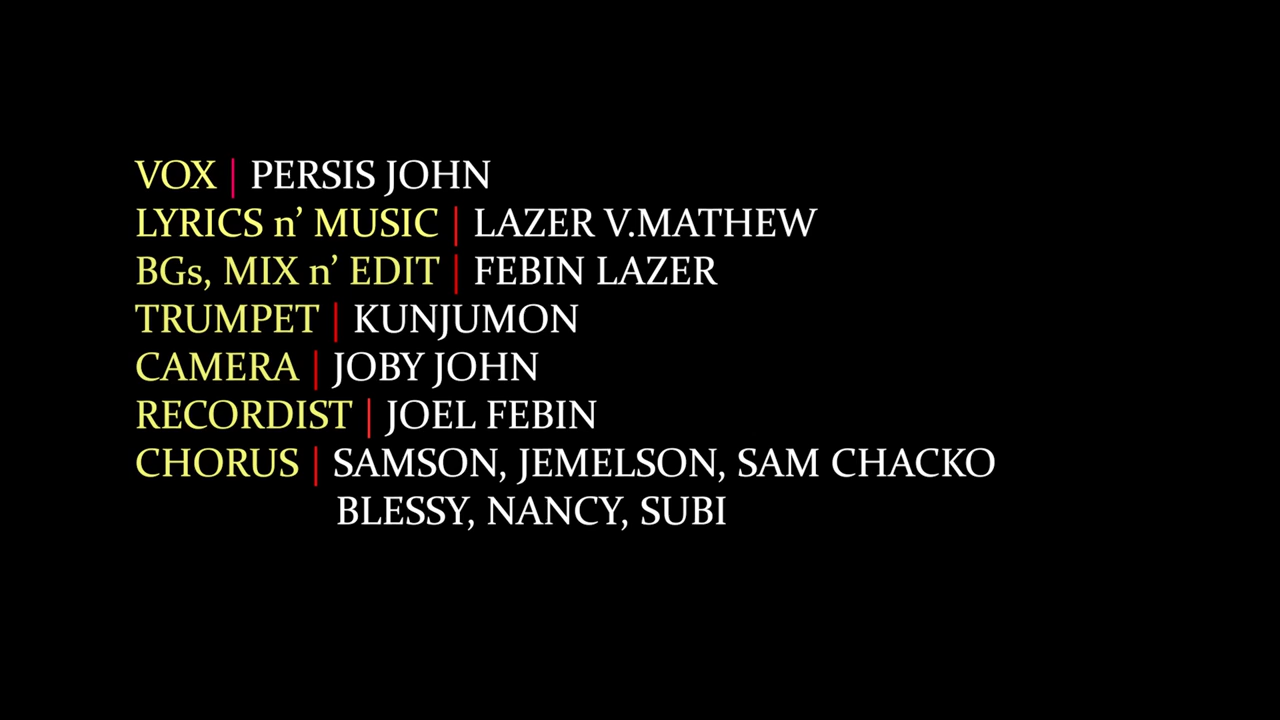 VOX | PERSIS JOHN
LYRICS n’ MUSIC | LAZER V.MATHEW
BGs, MIX n’ EDIT | FEBIN LAZER
TRUMPET | KUNJUMON
CAMERA | JOBY JOHN
RECORDIST | JOEL FEBIN
CHORUS | SAMSON, JEMELSON, SAM CHACKO
BLESSY, NANCY, SUBI